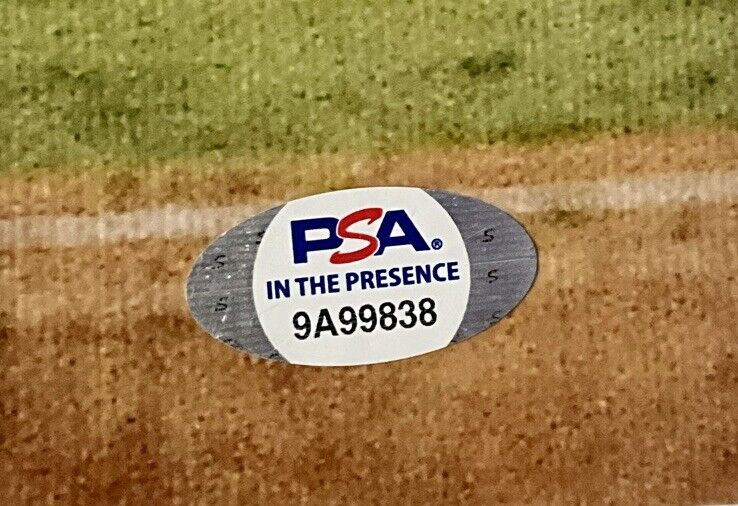 PSA®
IN THE PRESENCE
9A99838